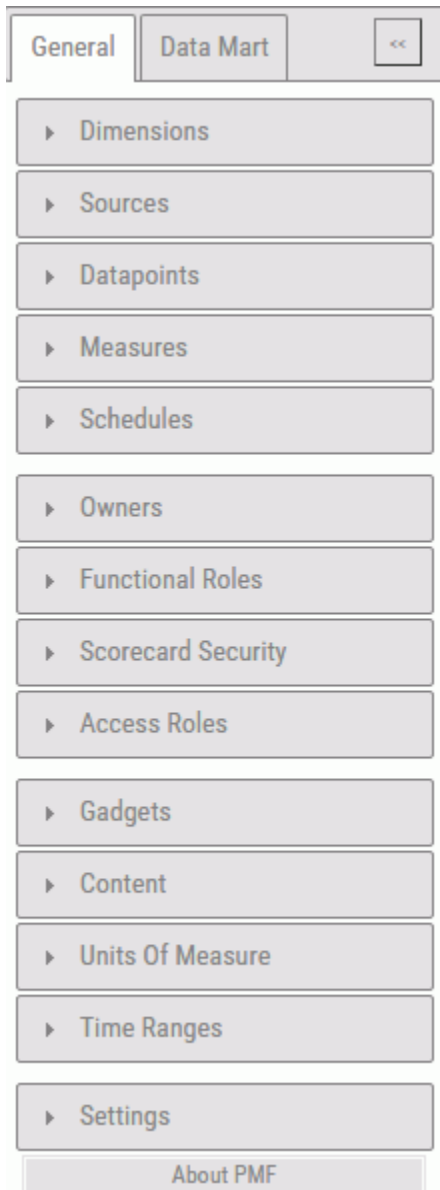 General Data Mart <<
Dimensions
Sources
Datapoints
Measures
Schedules
Owners
Functional Roles
Scorecard Security
Access Roles
Gadgets
Content
Units Of Measure
Time Ranges
Settings
About PMF